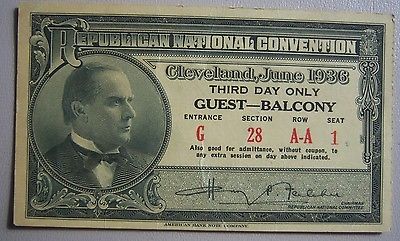 REPUBLICAN NATIONAL CONVENTION
Cleveland, June 1936
THIRD DAY ONLY
GUEST—BALCONY
ENTRANCE SECTION ROW SEAT
G 28 A-A 1
Also good for admittance, without coupon, to
any extra session on day above indicated.
CHAIRMAN
REPUBLICAN NATIONAL COMMITTEE
AMERICAN BANK NOTE COMPANY.